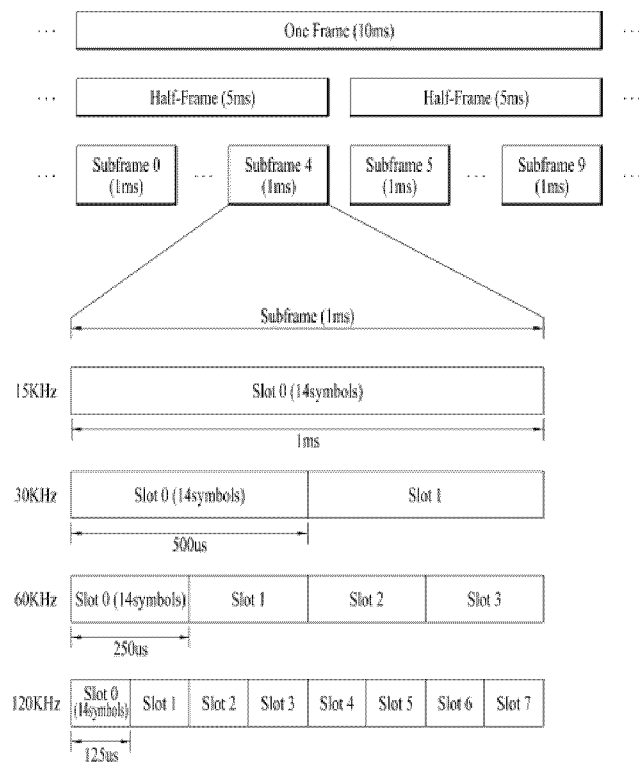 ... One Frame (10ms) ...
... Half-Frame (5ms) Half-Frame (5ms) ...
... Subframe 0 (1ms) ... Subframe 4 (1ms) Subframe 5 (1ms) ... Subframe 9 (1ms) ...
Subframe (1ms)
15KHz Slot 0 (14symbols)
1ms
30KHz Slot 0 (14symbols) Slot 1
500us
60KHz Slot 0 (14symbols) Slot 1 Slot 2 Slot 3
250us
120KHz Slot 0 (14symbols) Slot 1 Slot 2 Slot 3 Slot 4 Slot 5 Slot 6 Slot 7
125us